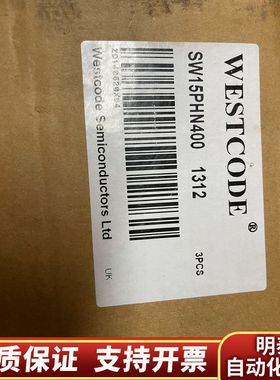 WESTCODE ®
SW15PHN400 1312
3PCS
Westcode Semiconductors Ltd
UK
质保证 支持开票 明
自动化